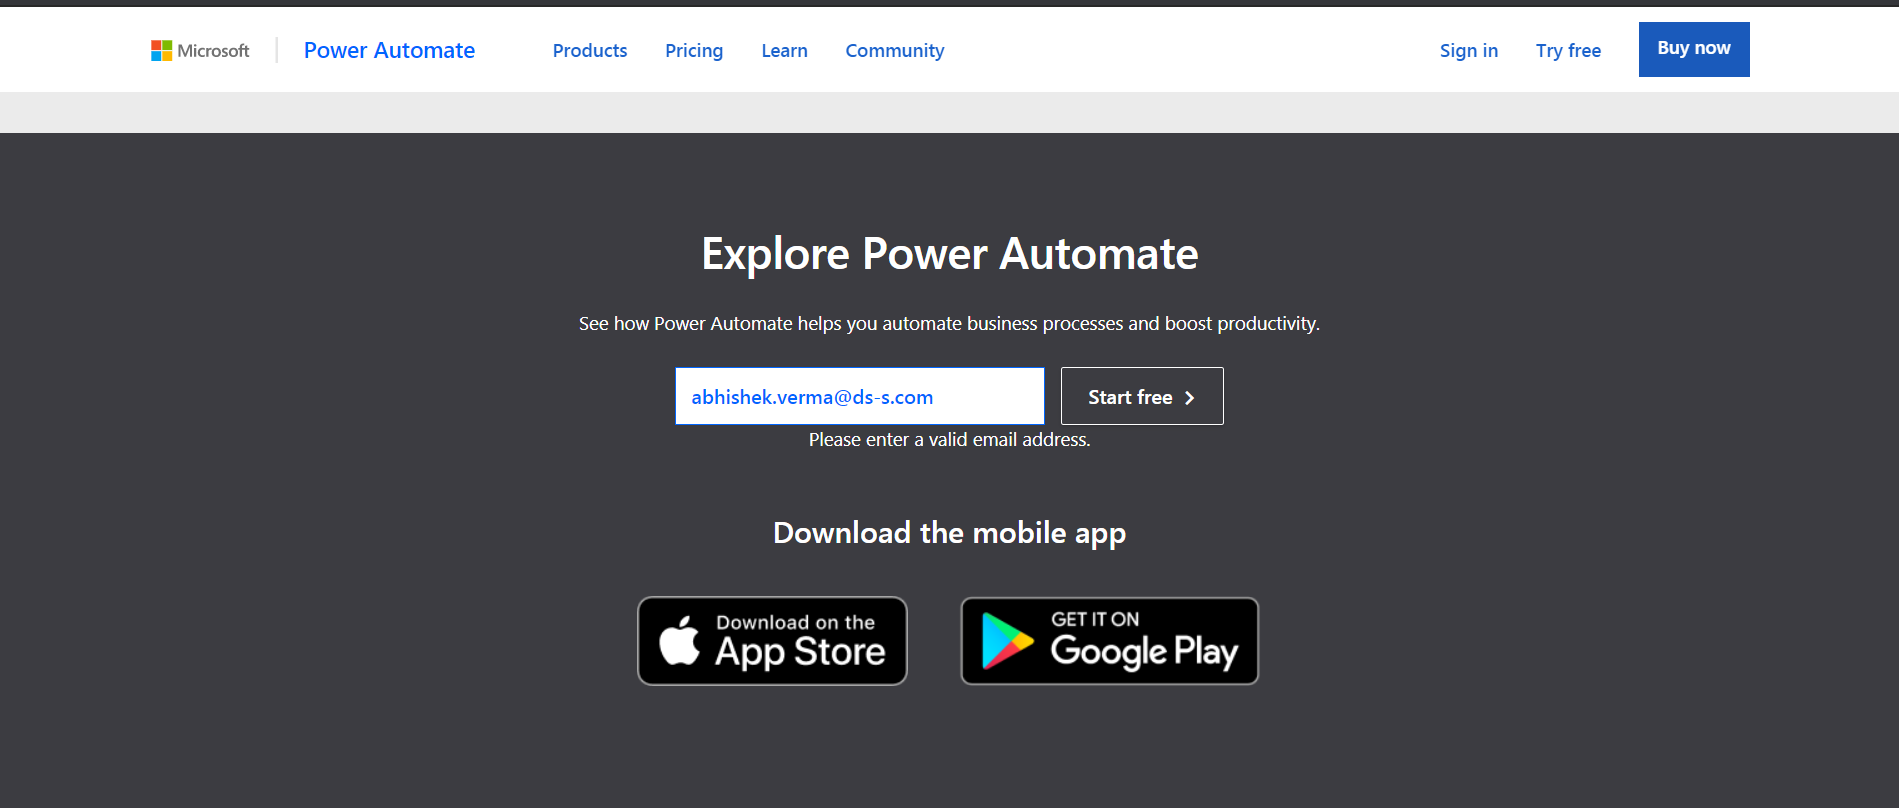 Microsoft Power Automate Products Pricing Learn Community Sign in Try free Buy now
Explore Power Automate
See how Power Automate helps you automate business processes and boost productivity.
abhishek.verma@ds-s.com Start free
Please enter a valid email address.
Download the mobile app
Download on the
App Store
GET IT ON
Google Play